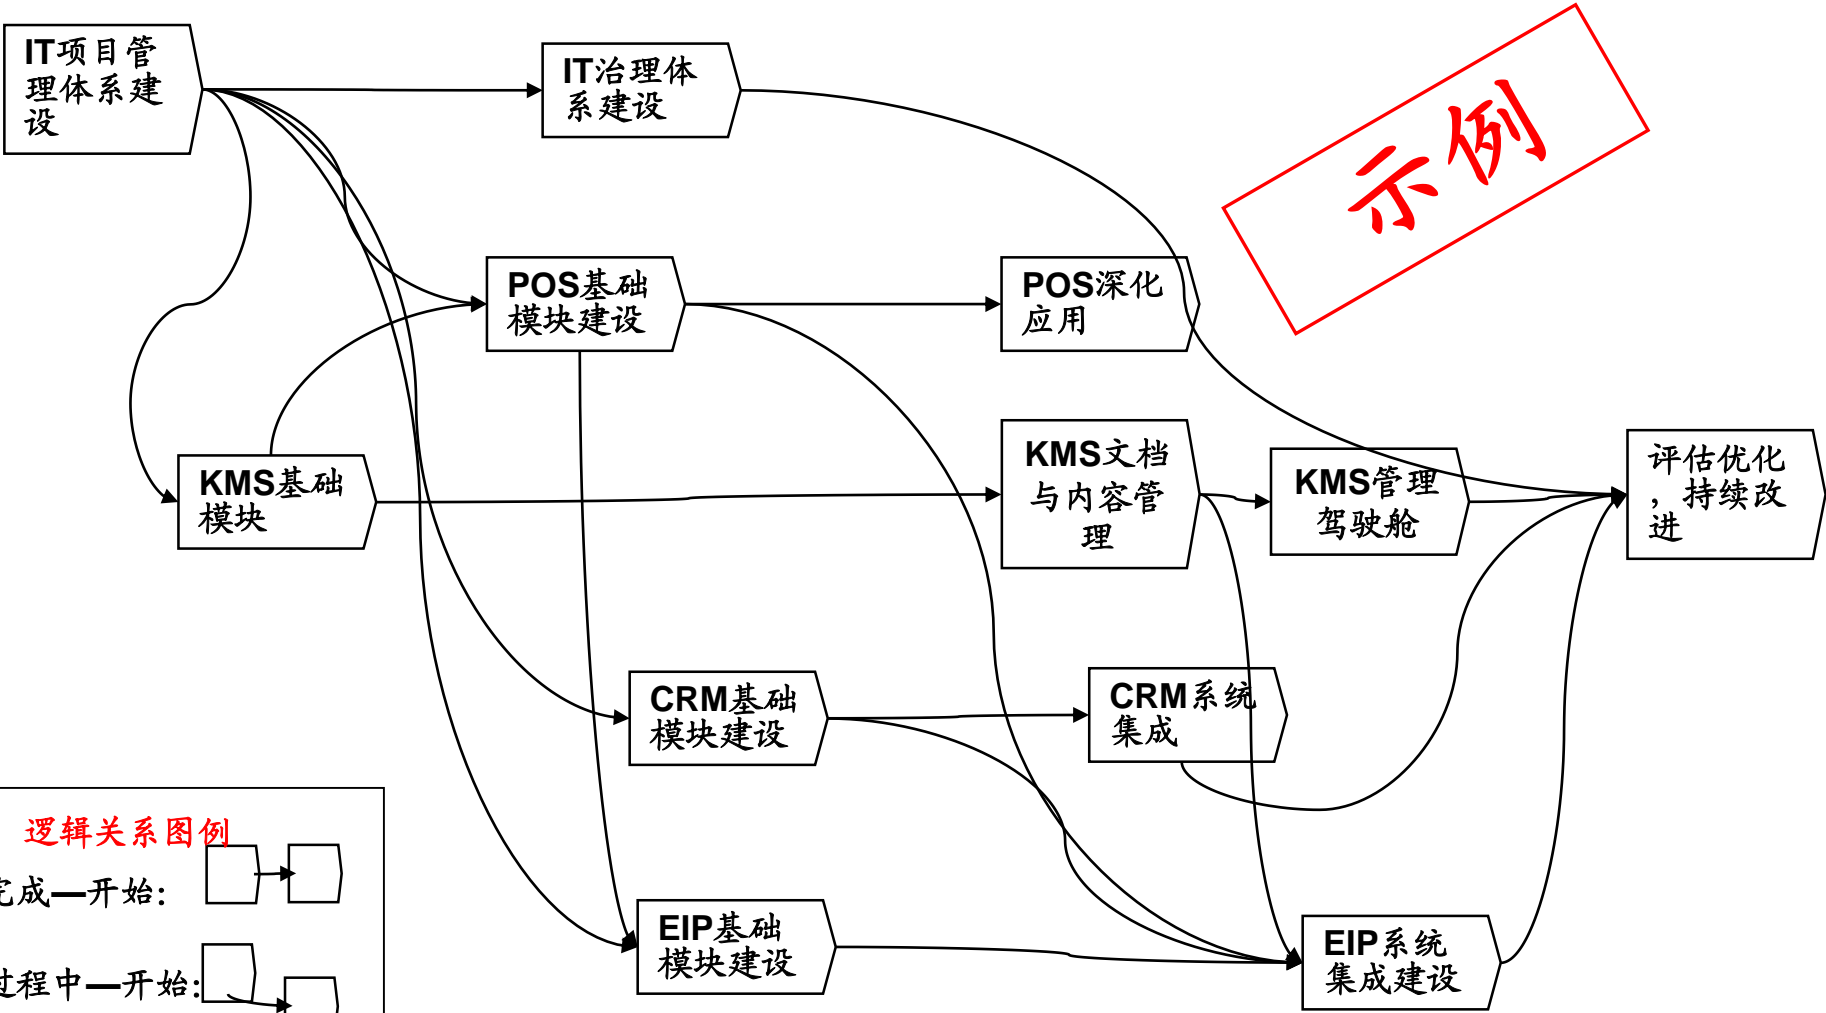 IT项目管
理体系建
设
IT治理体
系建设
示例
POS基础
模块建设
POS深化
应用
KMS基础
模块
KMS文档
与内容管
理
KMS管理
驾驶舱
评估优化
，持续改
进
CRM基础
模块建设
CRM系统
集成
EIP基础
模块建设
EIP系统
集成建设
逻辑关系图例
完成—开始：
过程中—开始：